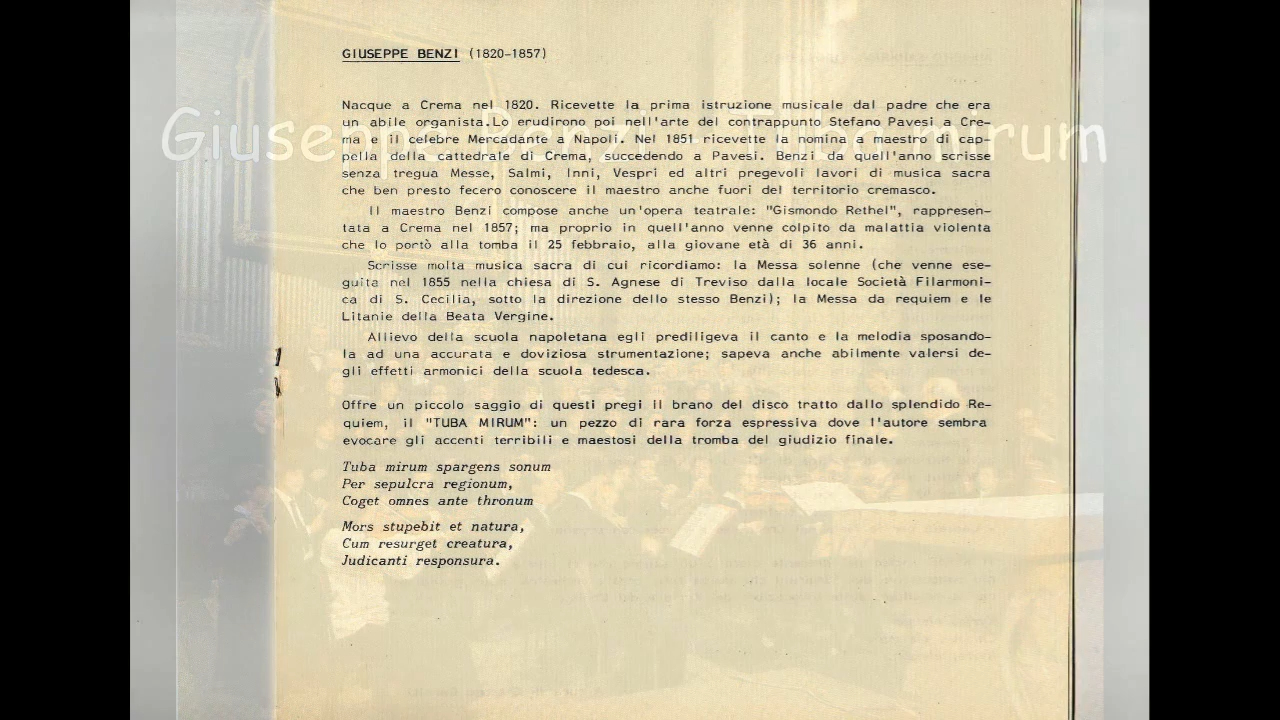 GIUSEPPE BENZI (1820-1857)
Giuseppe Benzi - Tuba mirum
Nacque a Crema nel 1820. Ricevette la prima istruzione musicale dal padre che era
un abile organista.Lo erudirono poi nell'arte del contrappunto Stefano Pavesi a Cre-
ma e il celebre Mercadante a Napoli. Nel 1851 ricevette la nomina a maestro di cap-
pella della cattedrale di Crema, succedendo a Pavesi. Benzi da quell'anno scrisse
senza tregua Messe, Salmi, Inni, Vespri ed altri pregevoli lavori di musica sacra
che ben presto fecero conoscere il maestro anche fuori del territorio cremasco.
Il maestro Benzi compose anche un'opera teatrale: "Gismondo Rethel", rappresen-
tata a Crema nel 1857; ma proprio in quell'anno venne colpito da malattia violenta
che lo portò alla tomba il 25 febbraio, alla giovane età di 36 anni.
Scrisse molta musica sacra di cui ricordiamo: la Messa solenne (che venne ese-
guita nel 1855 nella chiesa di S. Agnese di Treviso dalla locale Società Filarmoni-
ca di S. Cecilia, sotto la direzione dello stesso Benzi); la Messa da requiem e le
Litanie della Beata Vergine.
Allievo della scuola napoletana egli prediligeva il canto e la melodia sposando-
la ad una accurata e doviziosa strumentazione; sapeva anche abilmente valersi de-
gli effetti armonici della scuola tedesca.
Offre un piccolo saggio di questi pregi il brano del disco tratto dallo splendido Re-
quiem, il "TUBA MIRUM": un pezzo di rara forza espressiva dove l'autore sembra
evocare gli accenti terribili e maestosi della tromba del giudizio finale.
Tuba mirum spargens sonum
Per sepulcra regionum,
Coget omnes ante thronum
Mors stupebit et natura,
Cum resurget creatura,
Judicanti responsura.